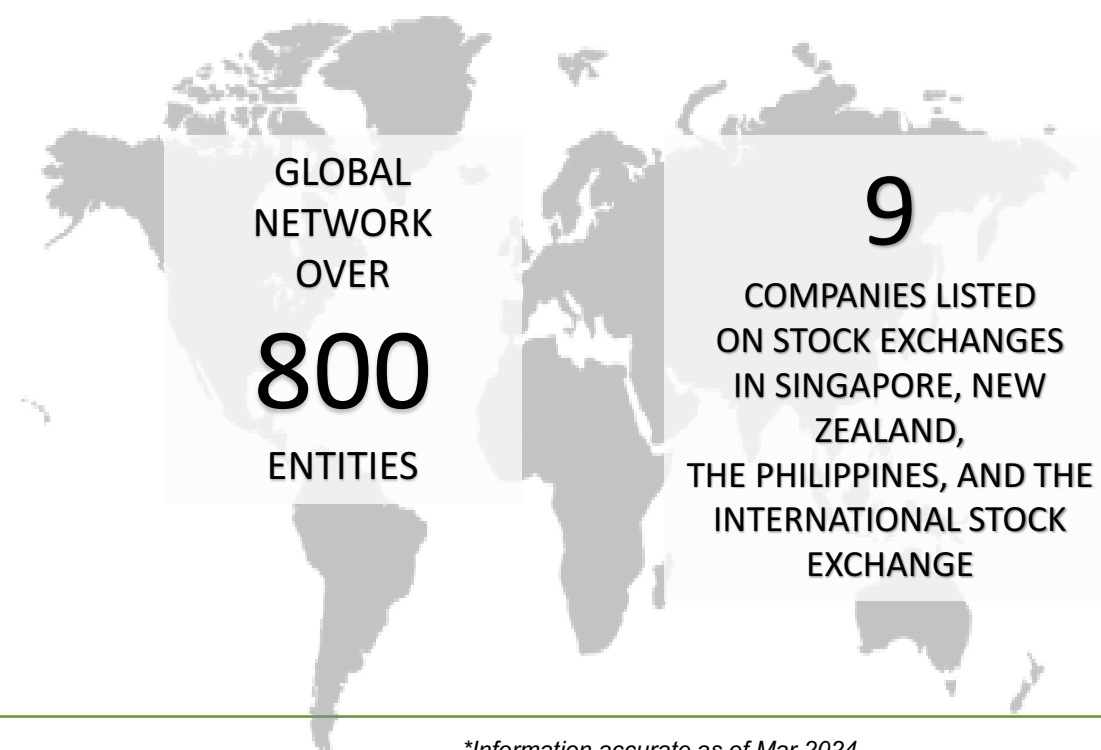 GLOBAL
NETWORK
OVER
800
ENTITIES
9
COMPANIES LISTED
ON STOCK EXCHANGES
IN SINGAPORE, NEW
ZEALAND,
THE PHILIPPINES, AND THE
INTERNATIONAL STOCK
EXCHANGE
*Information accurate as of Mar 2024